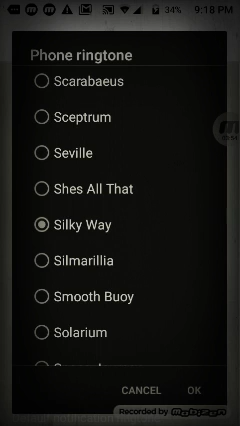 34% 9:18 PM
Phone ringtone
Scarabaeus
Sceptrum
Seville
Shes All That
Silky Way
Silmarillia
Smooth Buoy
Solarium
CANCEL OK
Recorded by mobizen